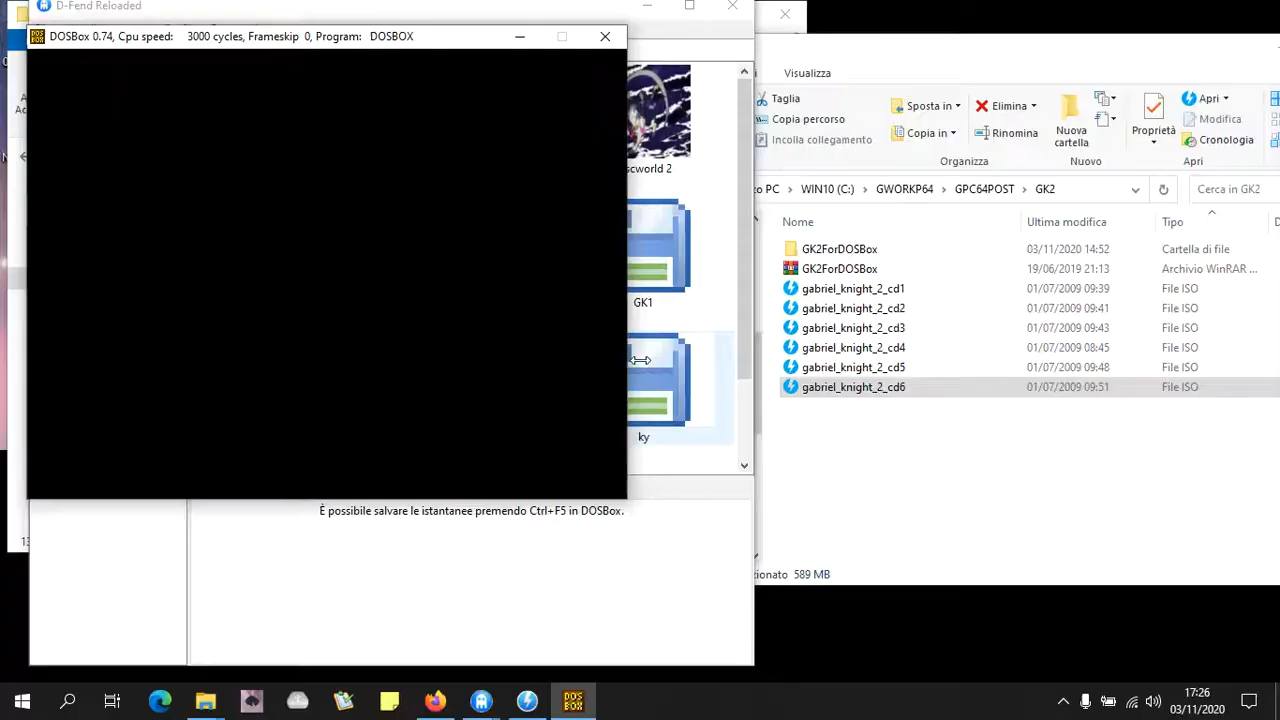 D-Fend Reloaded
DOSBox 0.74, Cpu speed: 3000 cycles, Frameskip 0, Program: DOSBOX
scworld 2
GK1
ky
È possibile salvare le istantanee premendo Ctrl+F5 in DOSBox.
Visualizza
Taglia
Copia percorso
Incolla collegamento
Sposta in
Copia in
Elimina
Rinomina
Organizza
Nuova
cartella
Nuovo
Proprietà
Apri
Modifica
Cronologia
Apri
o PC > WIN10 (C:) > GWORKP64 > GPC64POST > GK2
Cerca in GK2
Nome Ultima modifica Tipo
GK2ForDOSBox 03/11/2020 14:52 Cartella di file
GK2ForDOSBox 19/06/2019 21:13 Archivio WinRAR ...
gabriel_knight_2_cd1 01/07/2009 09:39 File ISO
gabriel_knight_2_cd2 01/07/2009 09:41 File ISO
gabriel_knight_2_cd3 01/07/2009 09:43 File ISO
gabriel_knight_2_cd4 01/07/2009 08:45 File ISO
gabriel_knight_2_cd5 01/07/2009 09:48 File ISO
gabriel_knight_2_cd6 01/07/2009 09:51 File ISO
zionato 589 MB
DOS
BOX
17:26
03/11/2020